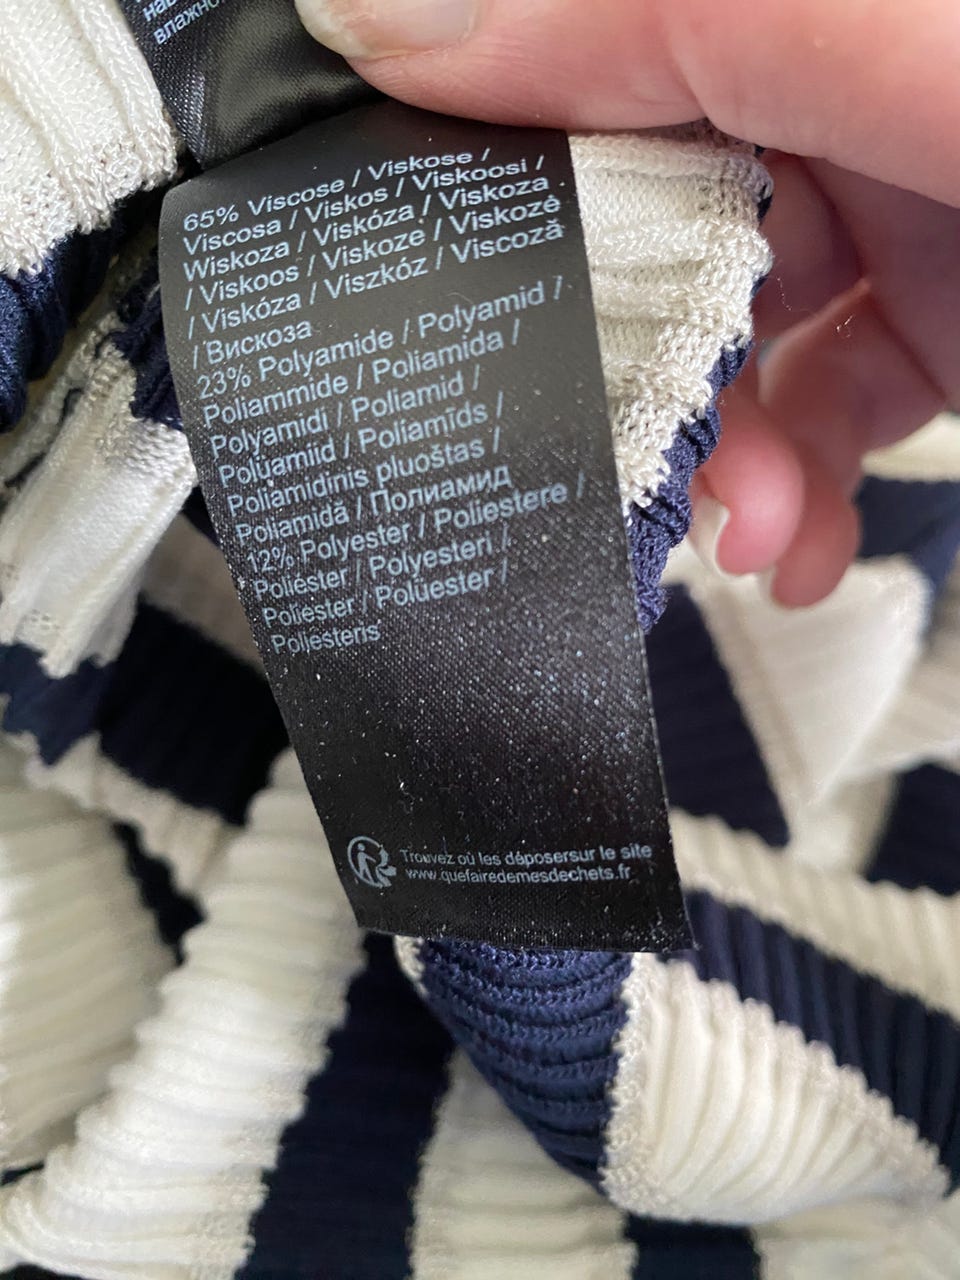 влажно
65% Viscose / Viskose /
Viscosa / Viskos / Viskoosi /
Wiskoza / Viskóza / Viskoza
/ Viskoos / Viskoze / Viskozė
/ Viskóza / Viszkóz / Viscoză
/ Вискоза
23% Polyamide / Polyamid /
Poliammide / Poliamida /
Polyamidi / Poliamid /
Polüamiid / Poliamīds /
Poliamidinis pluoštas /
Poliamidă / Полиамид
12% Polyester / Poliestere /
Poliéster / Polyesteri /
Poliester / Polüester /
Poliesteris
Trouvez où les déposersur le site
www.quefairedemesdechets.fr